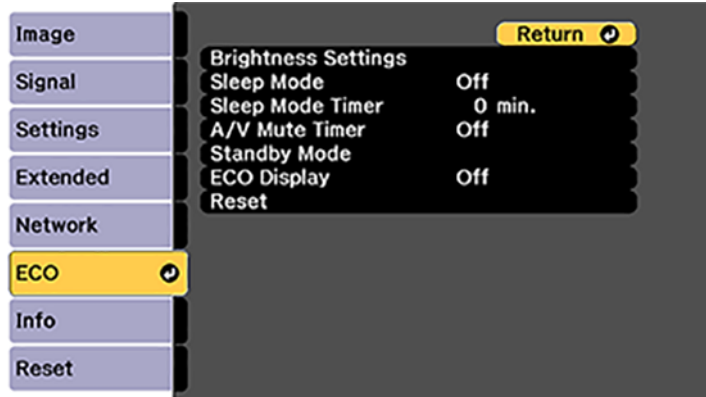 Image
Signal
Settings
Extended
Network
ECO
Info
Reset
Return
Brightness Settings
Sleep Mode Off
Sleep Mode Timer 0 min.
A/V Mute Timer Off
Standby Mode
ECO Display Off
Reset